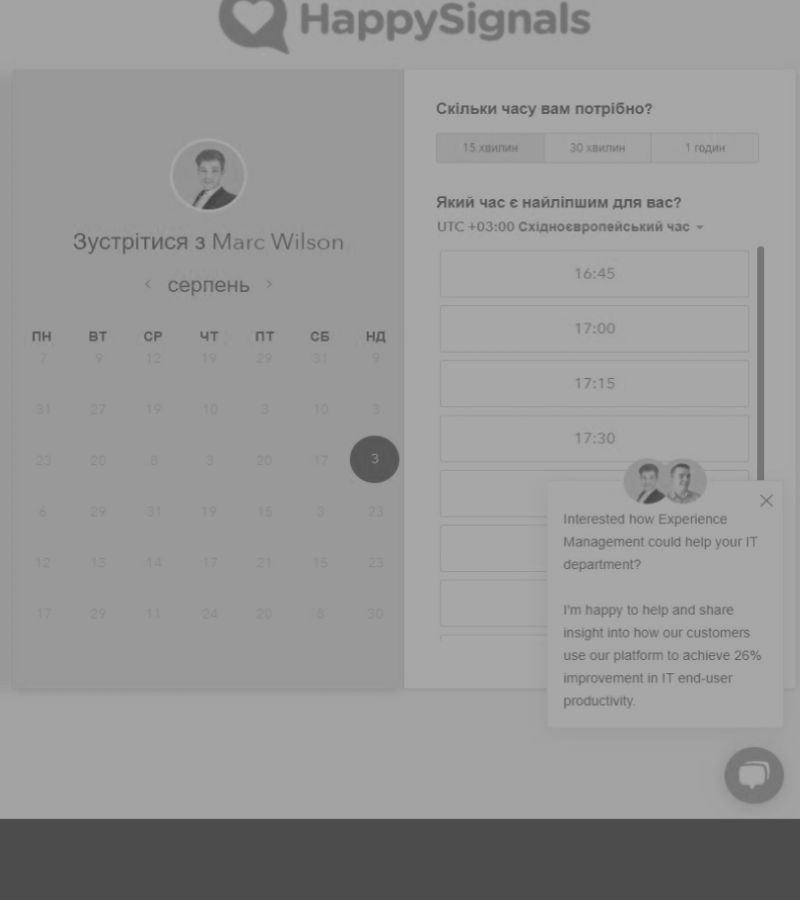 HappySignals
Зустрітися з Marc Wilson
серпень
ПН ВТ СР ЧТ ПТ СБ НД
7 9 12 19 29 31 9
31 27 19 10 3 10 3
23 20 8 3 20 17 3
6 29 31 19 15 3 23
12 13 14 17 21 15 23
17 29 11 24 20 8 30
Скільки часу вам потрібно?
15 хвилин 30 хвилин 1 годин
Який час є найліпшим для вас?
UTC +03:00 Східноєвропейський час
16:45
17:00
17:15
17:30
Interested how Experience
Management could help your IT
department?
I'm happy to help and share
insight into how our customers
use our platform to achieve 26%
improvement in IT end-user
productivity.